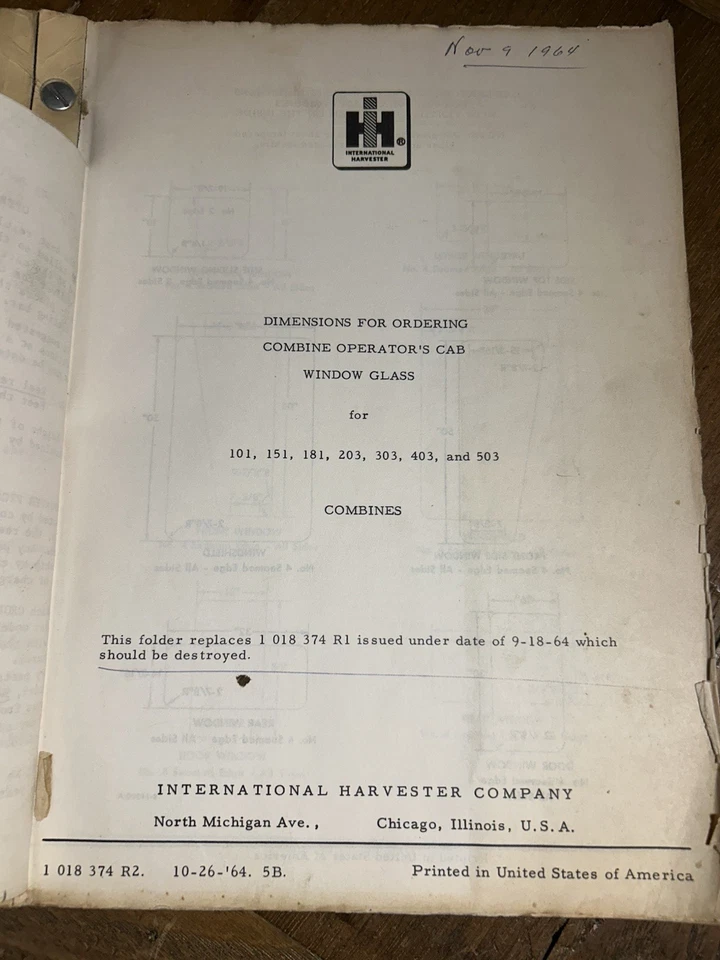 Nov 9 1964
IH ®
INTERNATIONAL
HARVESTER
DIMENSIONS FOR ORDERING
COMBINE OPERATOR'S CAB
WINDOW GLASS
for
101, 151, 181, 203, 303, 403, and 503
COMBINES
This folder replaces 1 018 374 R1 issued under date of 9-18-64 which
should be destroyed.
INTERNATIONAL HARVESTER COMPANY
North Michigan Ave., Chicago, Illinois, U.S.A.
1 018 374 R2. 10-26-'64. 5B. Printed in United States of America